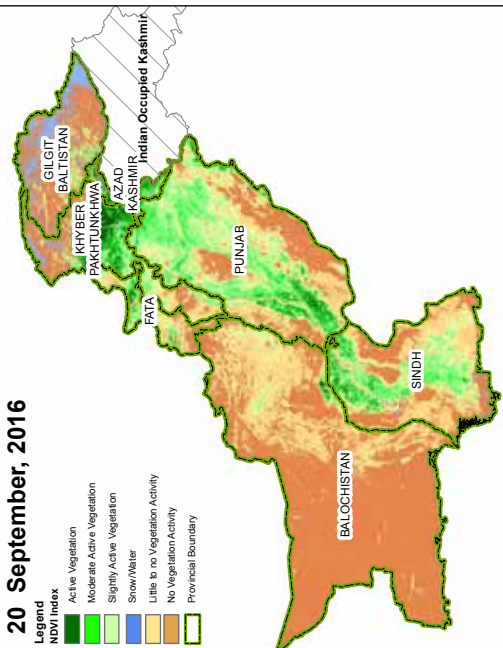 20 September, 2016
Legend
NDVI Index
Active Vegetation
Moderate Active Vegetation
Slightly Active Vegetation
Snow/Water
Little to no Vegetation Activity
No Vegetation Activity
Provincial Boundary
GILGIT
BALTISTAN
KHYBER
PAKHTUNKHWA
AZAD
KASHMIR
Indian Occupied Kashmir
FATA
PUNJAB
BALOCHISTAN
SINDH